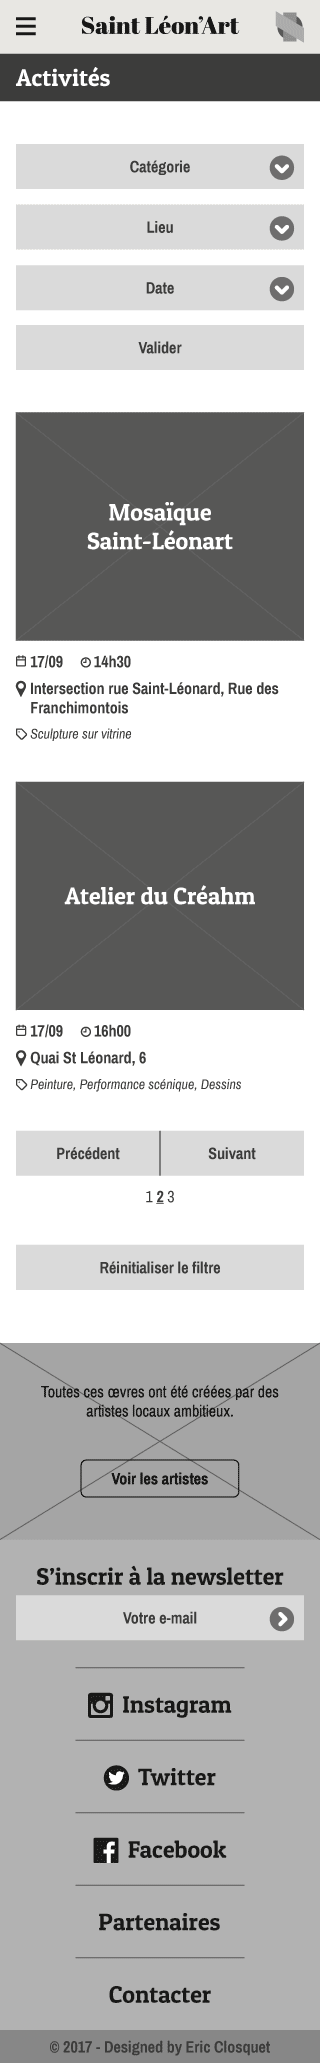 Saint Léon'Art
Activités
Catégorie
Lieu
Date
Valider
Mosaïque
Saint-Léonart
17/09 14h30
Intersection rue Saint-Léonard, Rue des
Franchimontois
Sculpture sur vitrine
Atelier du Créahm
17/09 16h00
Quai St Léonard, 6
Peinture, Performance scénique, Dessins
Précédent Suivant
1 2 3
Réinitialiser le filtre
Toutes ces œvres ont été créées par des
artistes locaux ambitieux.
Voir les artistes
S'inscrir à la newsletter
Votre e-mail
Instagram
Twitter
Facebook
Partenaires
Contacter
© 2017 - Designed by Eric Closquet